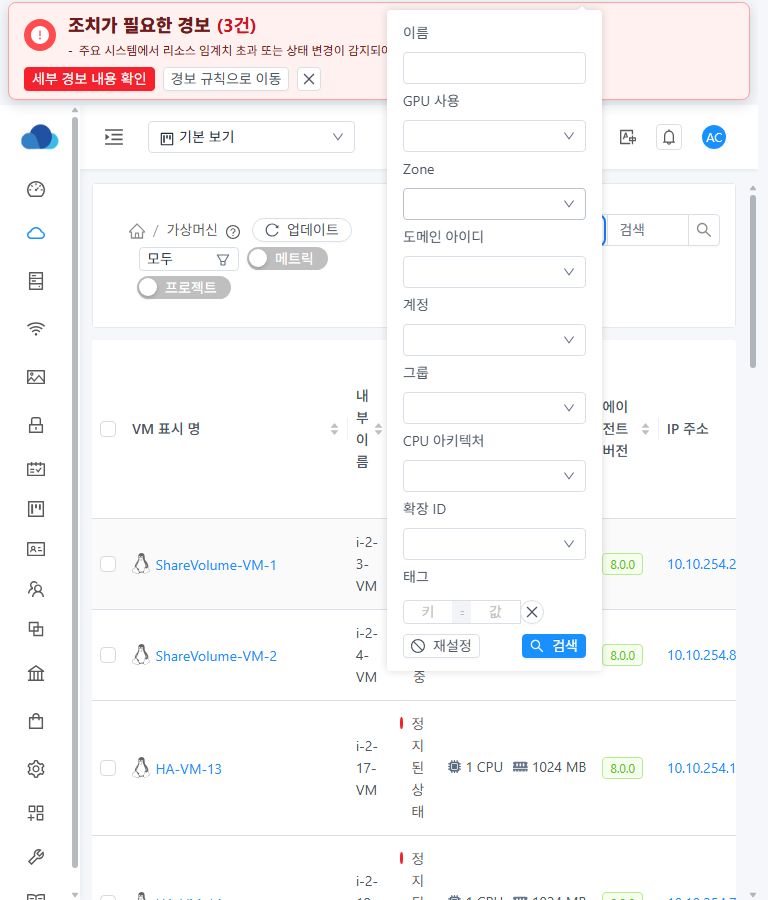 조치가 필요한 경보 (3건)
- 주요 시스템에서 리소스 임계치 초과 또는 상태 변경이 감지되어
세부 경보 내용 확인
경보 규칙으로 이동
기본 보기
AC
/ 가상머신
업데이트
모두
메트릭
프로젝트
검색
이름
GPU 사용
Zone
도메인 아이디
계정
그룹
CPU 아키텍처
확장 ID
태그
키 = 값
재설정
검색
VM 표시 명
내
부
이
름
에이
전트
버전
IP 주소
ShareVolume-VM-1
i-2-
3-
VM
8.0.0
10.10.254.2
ShareVolume-VM-2
i-2-
4-
VM
중
8.0.0
10.10.254.8
HA-VM-13
i-2-
17-
VM
정
지
된
상
태
1 CPU
1024 MB
8.0.0
10.10.254.1
i-2-
정
지